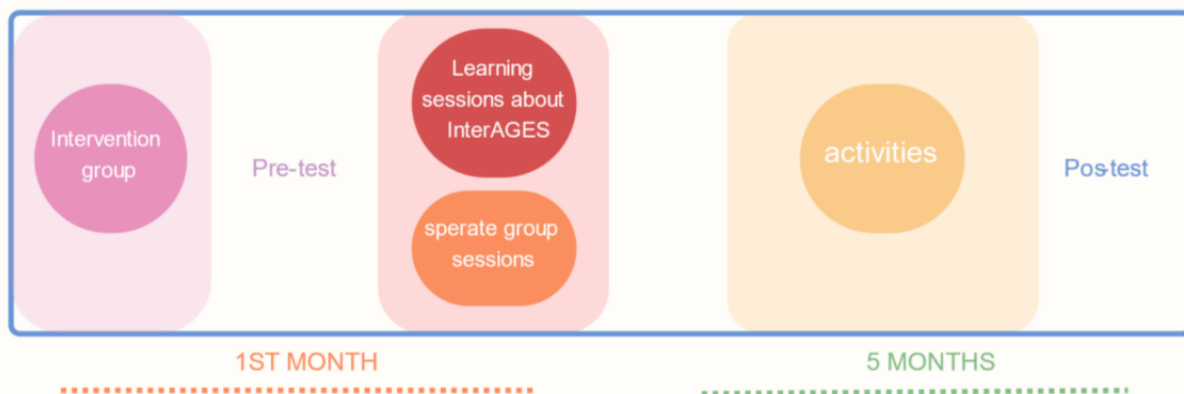 Intervention
group
Pre-test
Learning
sessions about
InterAGES
sperate group
sessions
activities
Pos-test
1ST MONTH
5 MONTHS